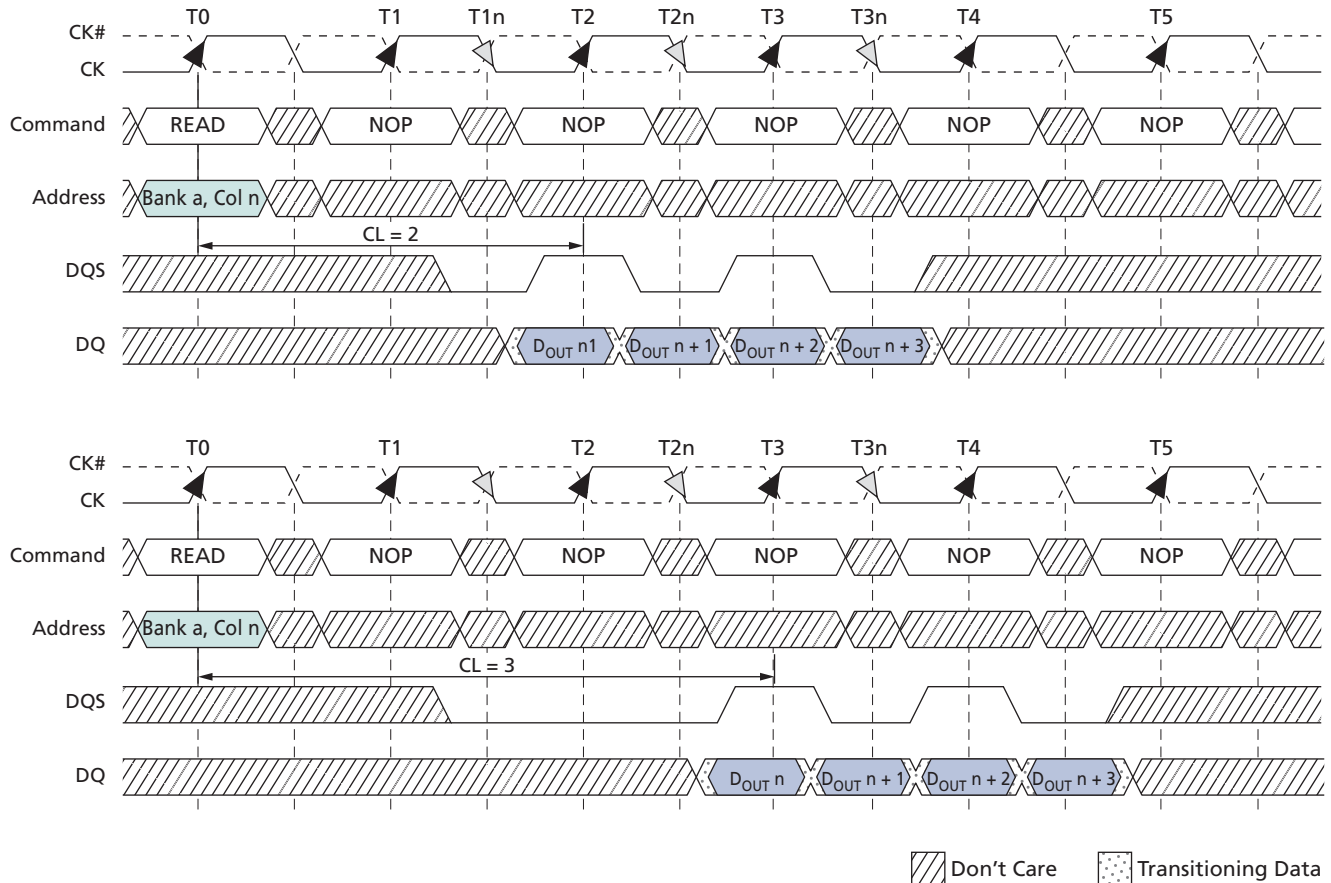 T0 T1 T1n T2 T2n T3 T3n T4 T5
CK#
CK
Command READ NOP NOP NOP NOP NOP
Address Bank a, Col n
CL = 2
DQS
DQ DOUT n1 DOUT n + 1 DOUT n + 2 DOUT n + 3
T0 T1 T2 T2n T3 T3n T4 T5
CK#
CK
Command READ NOP NOP NOP NOP NOP
Address Bank a, Col n
CL = 3
DQS
DQ DOUT n DOUT n + 1 DOUT n + 2 DOUT n + 3
Don't Care Transitioning Data